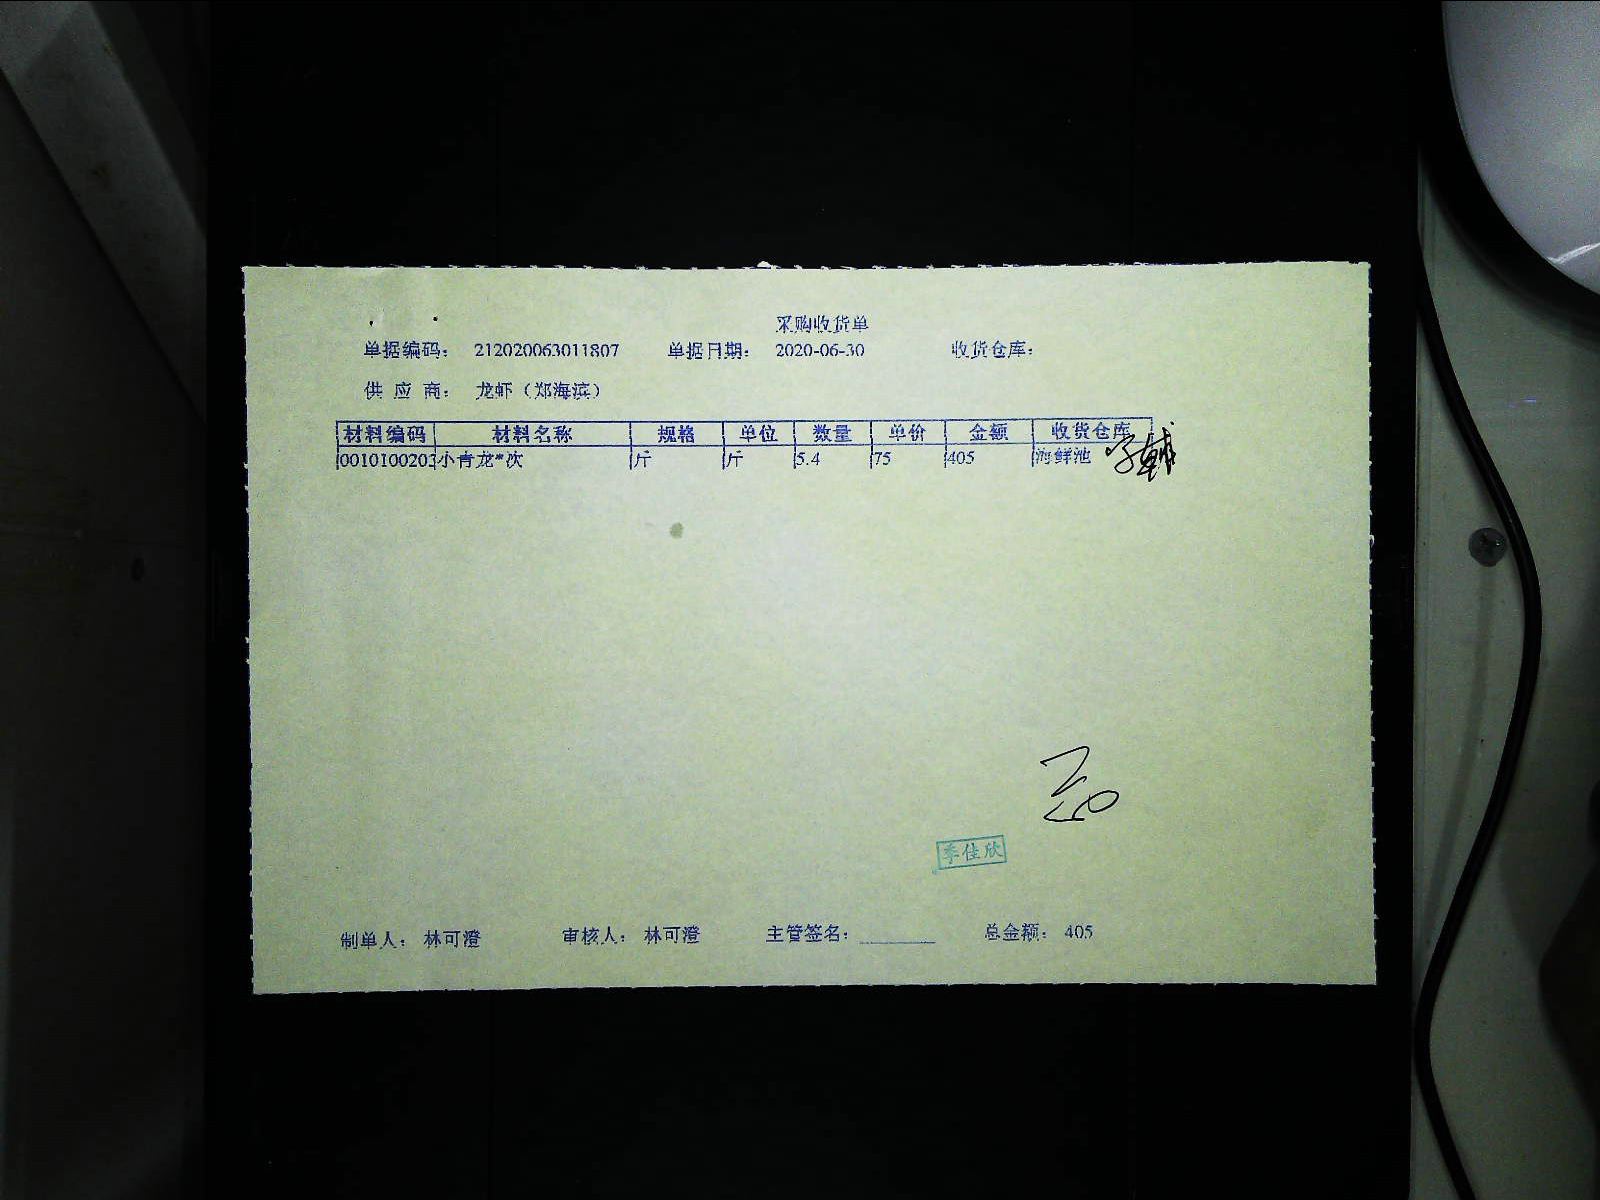 采购收货单
单据编码： 212020063011807 单据日期： 2020-06-30 收货仓库：
供 应 商： 龙虾（郑海滨）
材料编码 材料名称 规格 单位 数量 单价 金额 收货仓库
0010100203 小青龙*次 斤 斤 5.4 75 405 海鲜池
季佳欣
制单人： 林可澄 审核人： 林可澄 主管签名： 总金额： 405